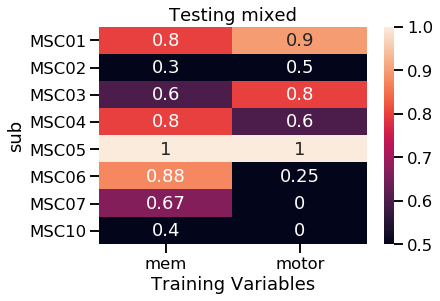 Testing mixed
MSC01 0.8 0.9
MSC02 0.3 0.5
MSC03 0.6 0.8
MSC04 0.8 0.6
MSC05 1 1
MSC06 0.88 0.25
MSC07 0.67 0
MSC10 0.4 0
sub
mem motor
Training Variables
1.0
0.9
0.8
0.7
0.6
0.5